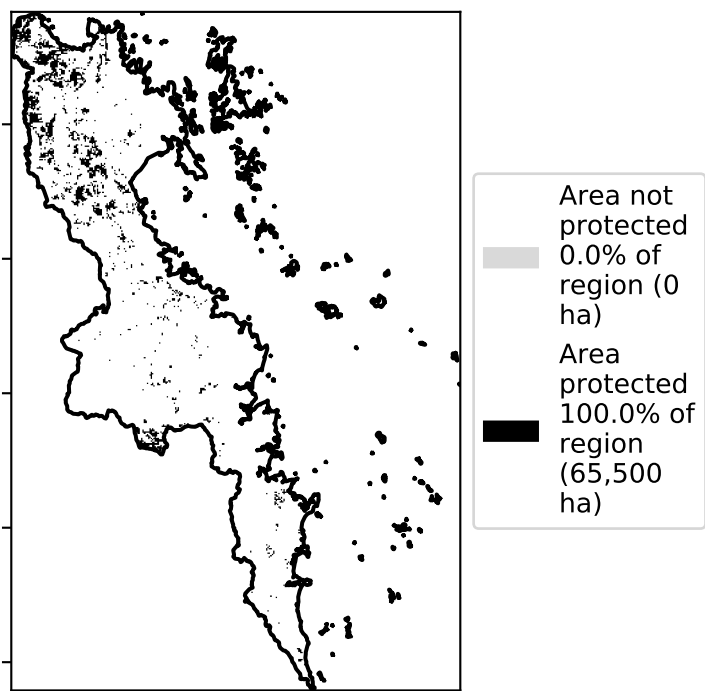 Area not
protected
0.0% of
region (0
ha)
Area
protected
100.0% of
region
(65,500
ha)